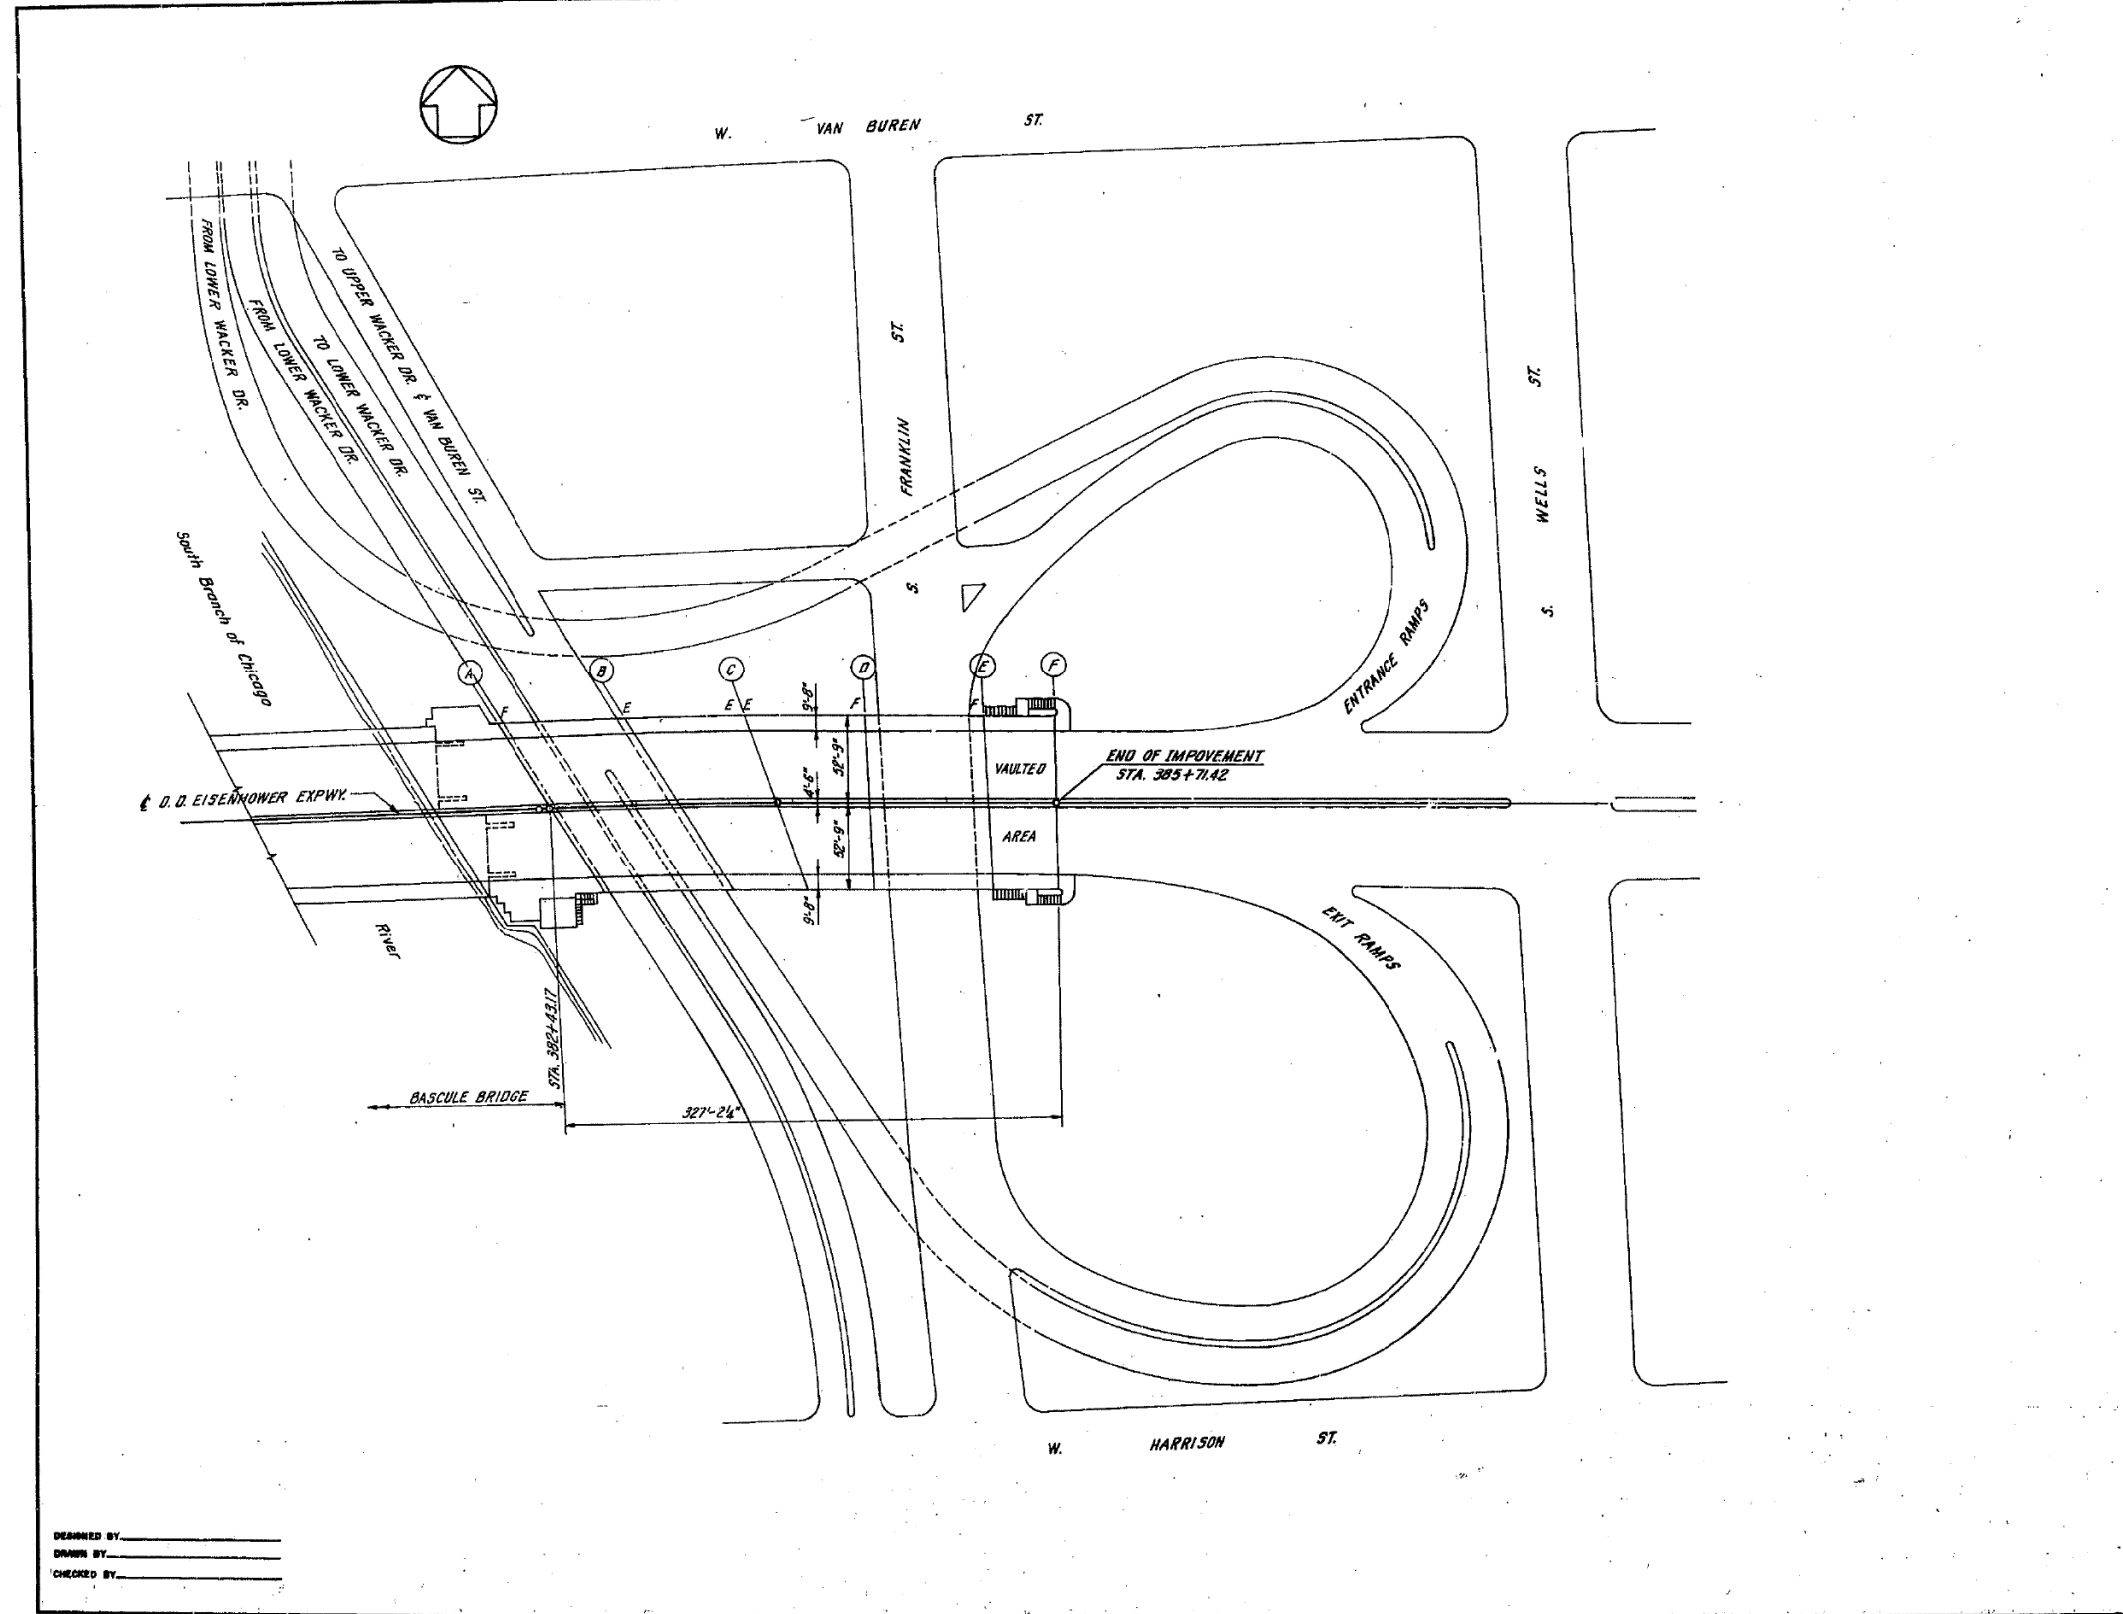 W. VAN BUREN ST.
FROM LOWER WACKER DR.
FROM LOWER WACKER DR.
TO LOWER WACKER DR.
TO UPPER WACKER DR. & VAN BUREN ST.
S. FRANKLIN ST.
S. WELLS ST.
South Branch of Chicago
River
ENTRANCE RAMPS
A
B
C
D
E
F
F
E
E E
F
F
9'-8"
52'-9"
4'-6"
52'-9"
9'-8"
VAULTED
AREA
END OF IMPOVEMENT
STA. 385+71.42
℄ D.D. EISENHOWER EXPWY.
EXIT RAMPS
STA. 382+43.17
BASCULE BRIDGE
327'-2¼"
W. HARRISON ST.
DESIGNED BY
DRAWN BY
CHECKED BY